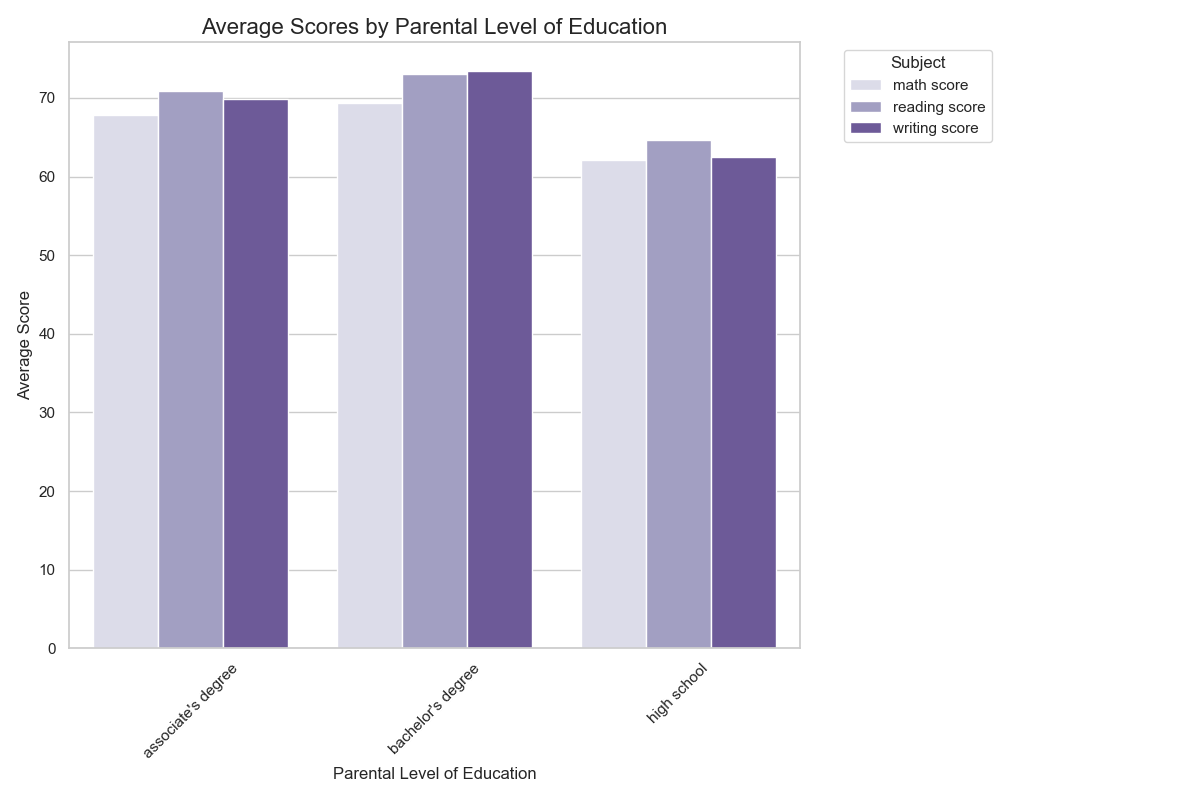 Average Scores by Parental Level of Education
Subject
math score
reading score
writing score
Average Score
70
60
50
40
30
20
10
0
associate's degree
bachelor's degree
high school
Parental Level of Education